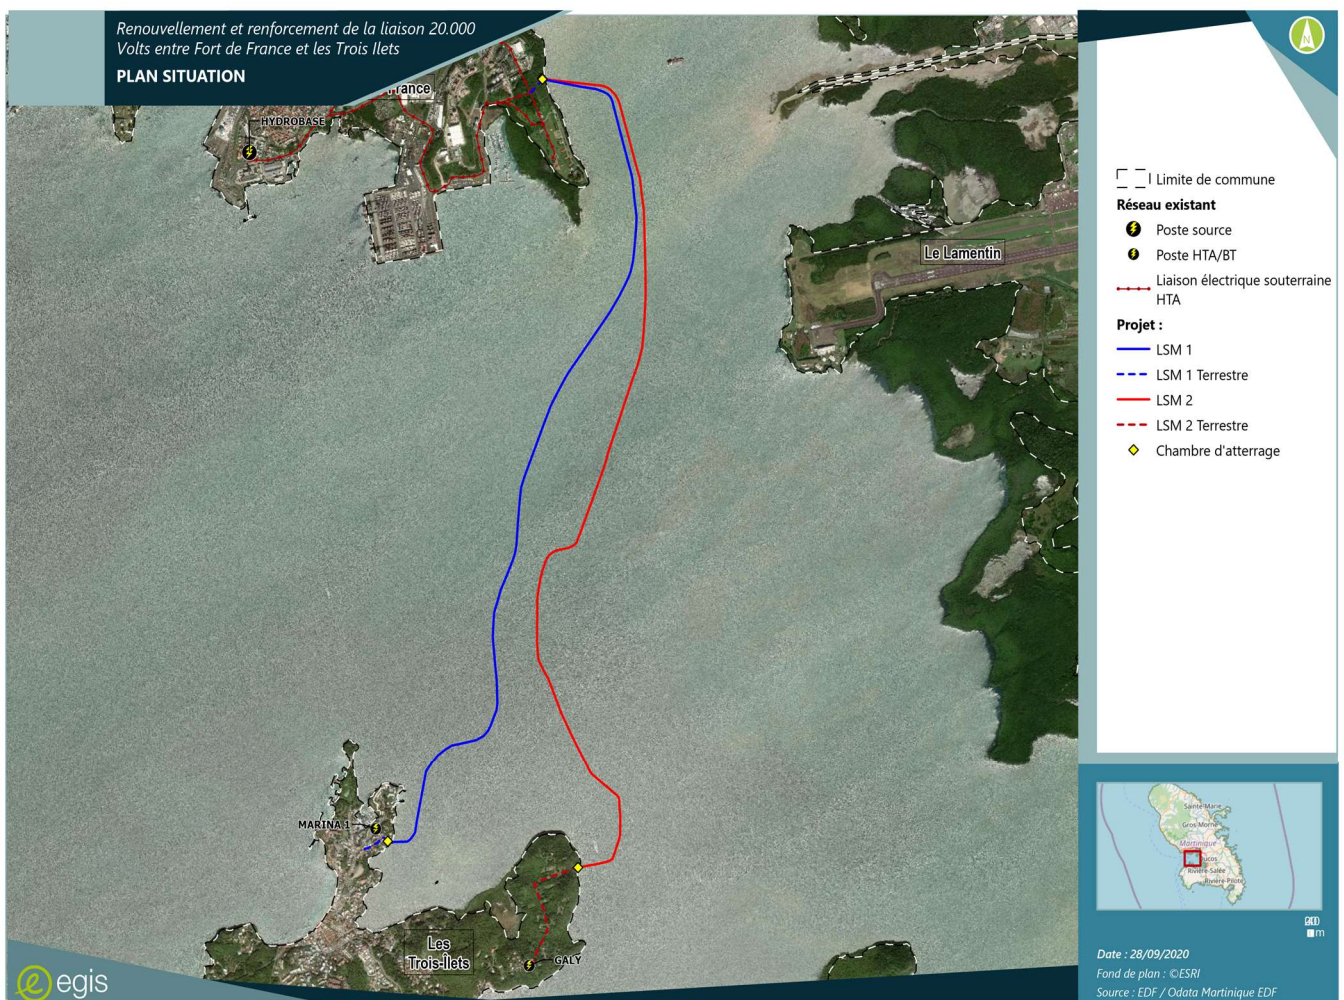 Renouvellement et renforcement de la liaison 20.000
Volts entre Fort de France et les Trois Ilets
PLAN SITUATION
France
HYDROBASE
Le Lamentin
MARINA 1
Les
Trois-Îlets
GALY
egis
N
Limite de commune
Réseau existant
Poste source
Poste HTA/BT
Liaison électrique souterraine
HTA
Projet :
LSM 1
LSM 1 Terrestre
LSM 2
LSM 2 Terrestre
Chambre d'atterrage
Sainte-Marie
Gros-Morne
Martinique
Rivière-Salée
Rivière-Pilote
m
Date : 28/09/2020
Fond de plan : ©ESRI
Source : EDF / Odata Martinique EDF